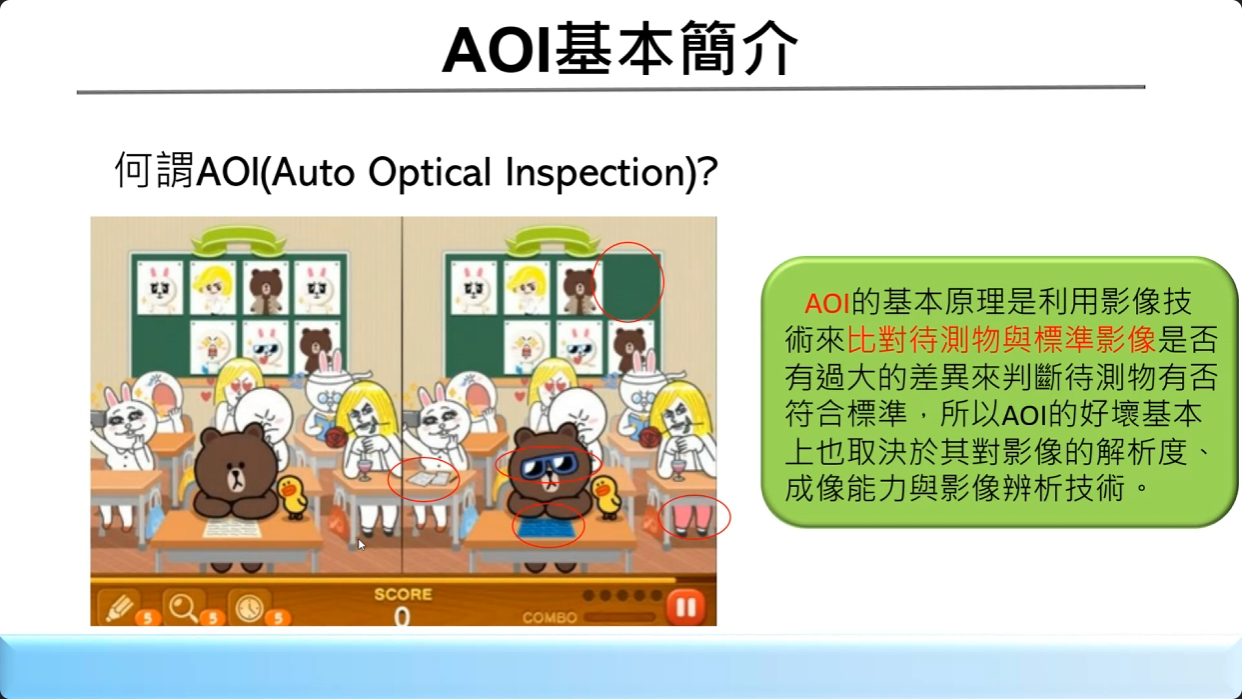 AOI基本簡介
何謂AOI(Auto Optical Inspection)?
AOI的基本原理是利用影像技
術來比對待測物與標準影像是否
有過大的差異來判斷待測物有否
符合標準，所以AOI的好壞基本
上也取決於其對影像的解析度、
成像能力與影像辨析技術。
5
5
5
SCORE
0
COMBO